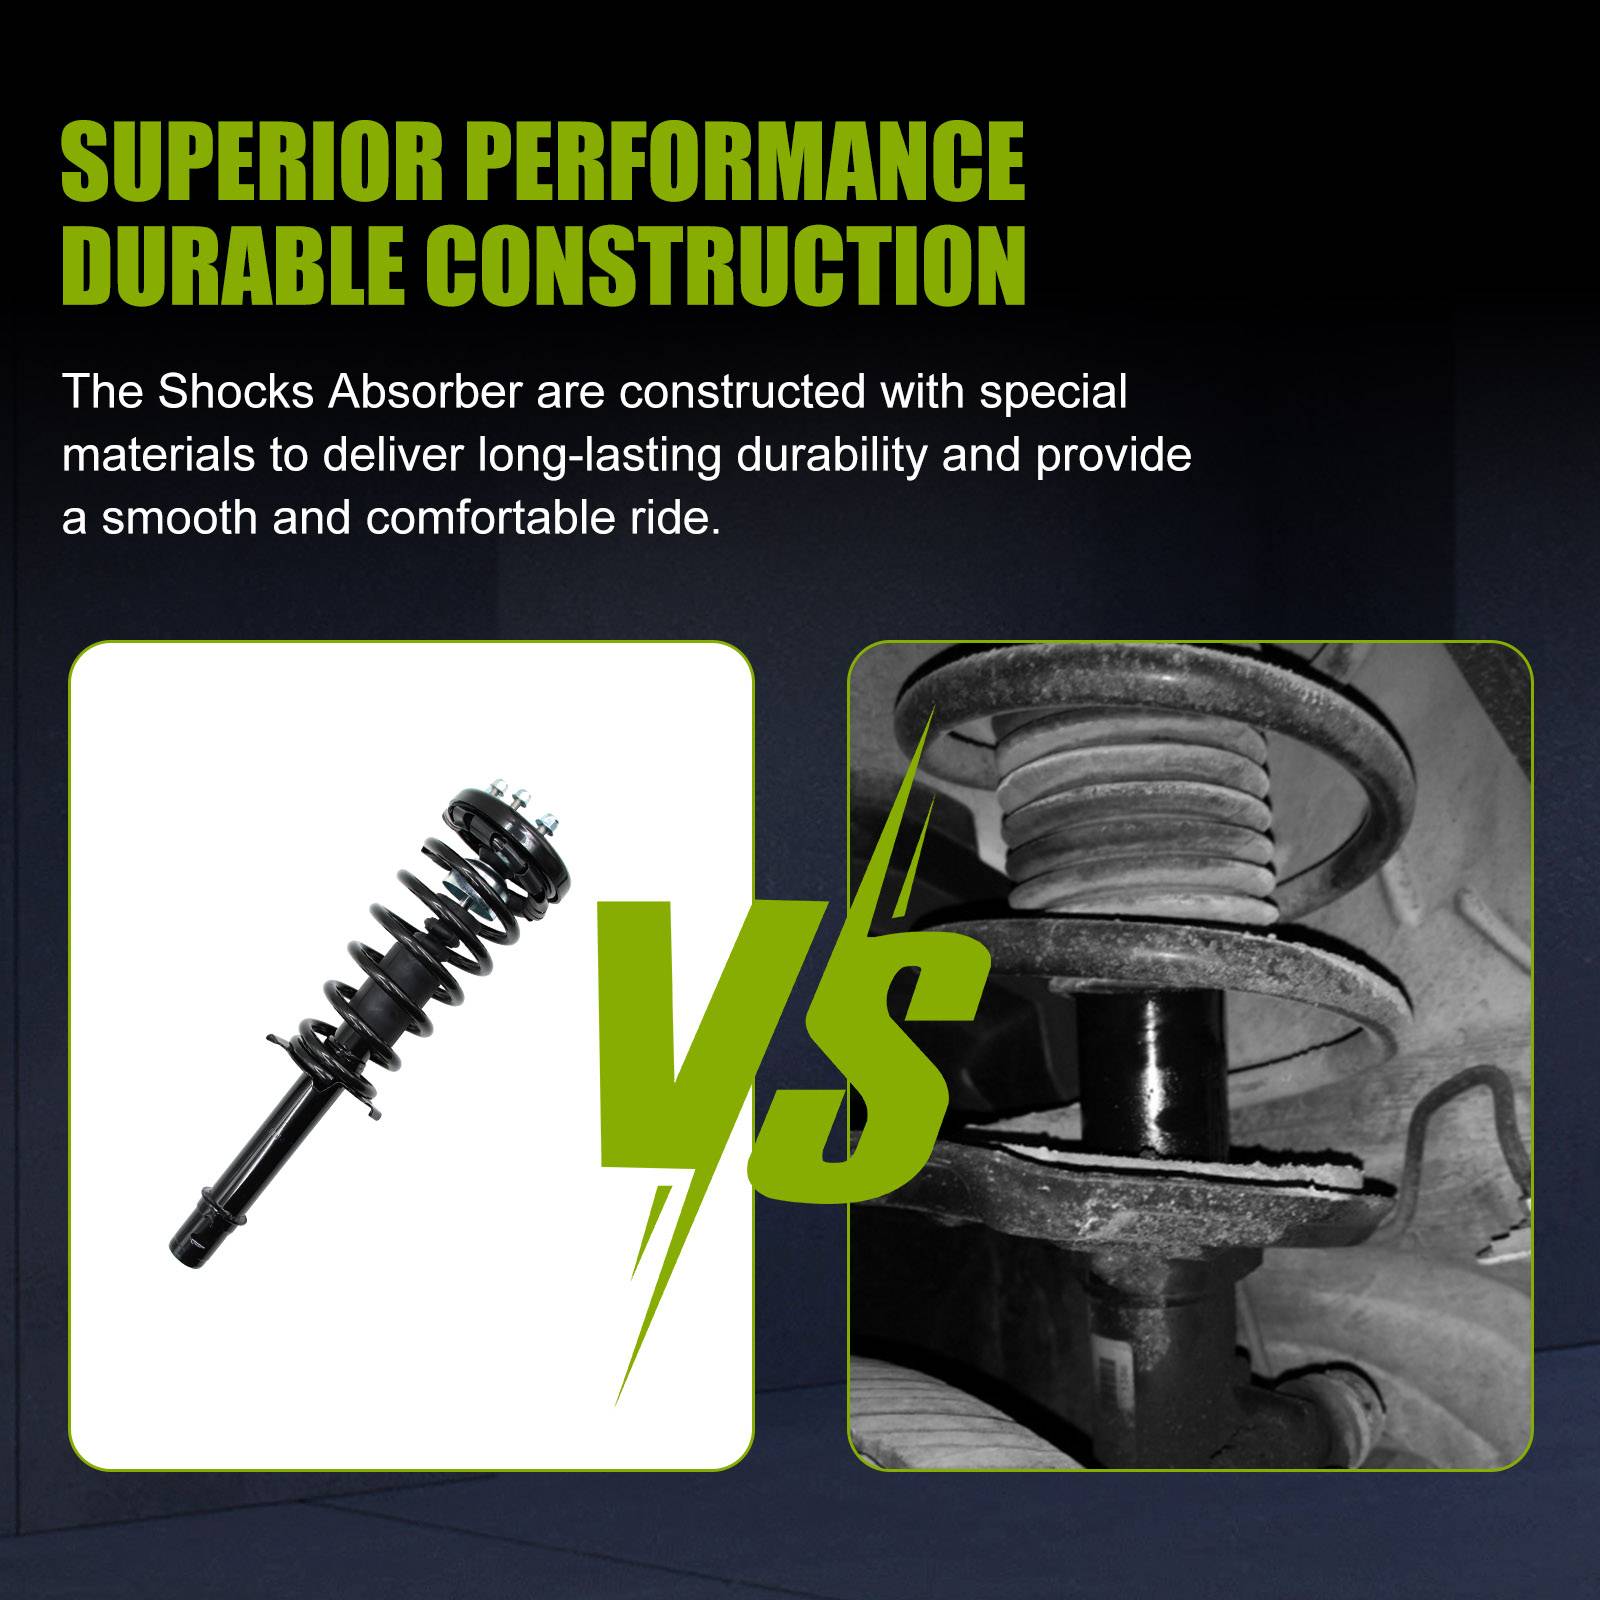 SUPERIOR PERFORMANCE
DURABLE CONSTRUCTION
The Shocks Absorber are constructed with special
materials to deliver long-lasting durability and provide
a smooth and comfortable ride.
VS